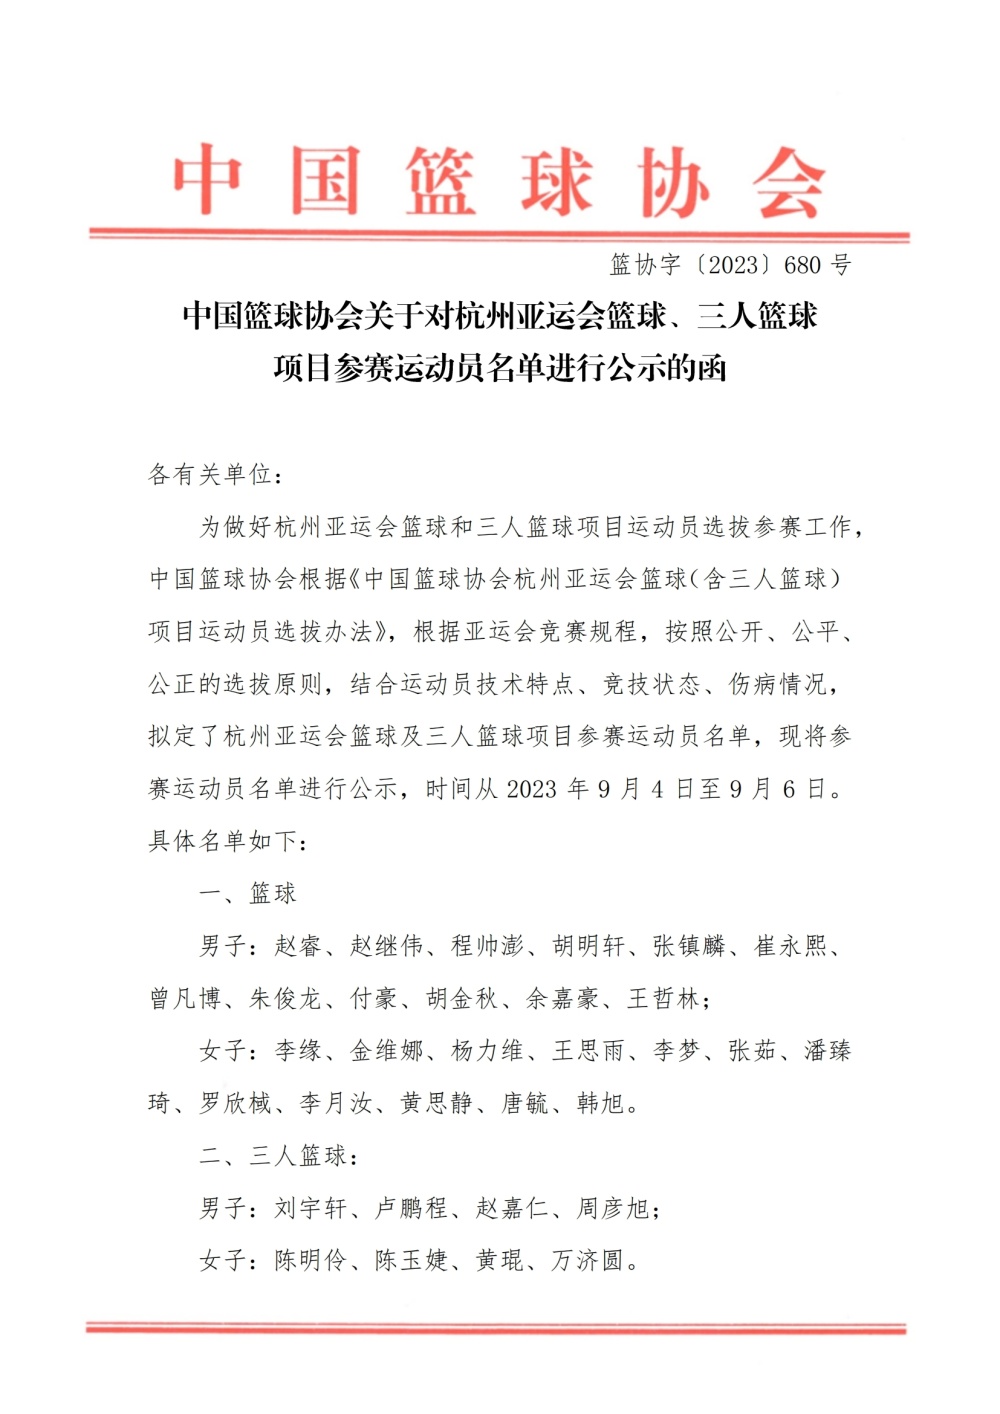 中国篮球协会
篮协字〔2023〕680 号
中国篮球协会关于对杭州亚运会篮球、三人篮球
项目参赛运动员名单进行公示的函
各有关单位：
为做好杭州亚运会篮球和三人篮球项目运动员选拔参赛工作，
中国篮球协会根据《中国篮球协会杭州亚运会篮球（含三人篮球）
项目运动员选拔办法》，根据亚运会竞赛规程，按照公开、公平、
公正的选拔原则，结合运动员技术特点、竞技状态、伤病情况，
拟定了杭州亚运会篮球及三人篮球项目参赛运动员名单，现将参
赛运动员名单进行公示，时间从 2023 年 9 月 4 日至 9 月 6 日。
具体名单如下：
一、篮球
男子：赵睿、赵继伟、程帅澎、胡明轩、张镇麟、崔永熙、
曾凡博、朱俊龙、付豪、胡金秋、余嘉豪、王哲林；
女子：李缘、金维娜、杨力维、王思雨、李梦、张茹、潘臻
琦、罗欣棫、李月汝、黄思静、唐毓、韩旭。
二、三人篮球：
男子：刘宇轩、卢鹏程、赵嘉仁、周彦旭；
女子：陈明伶、陈玉婕、黄琨、万济圆。